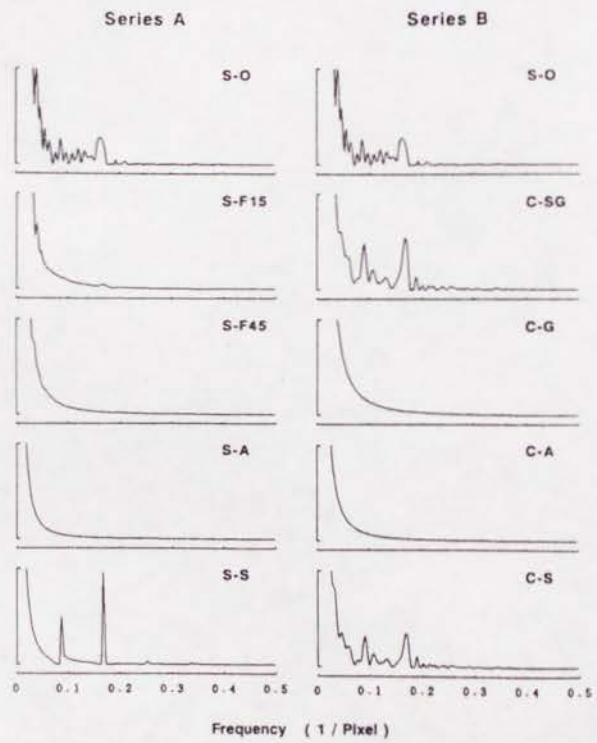 Series A Series B
S-O S-O
S-F15 C-SG
S-F45 C-G
S-A C-A
S-S C-S
0 0.1 0.2 0.3 0.4 0.5 0 0.1 0.2 0.3 0.4 0.5
Frequency ( 1 / Pixel )